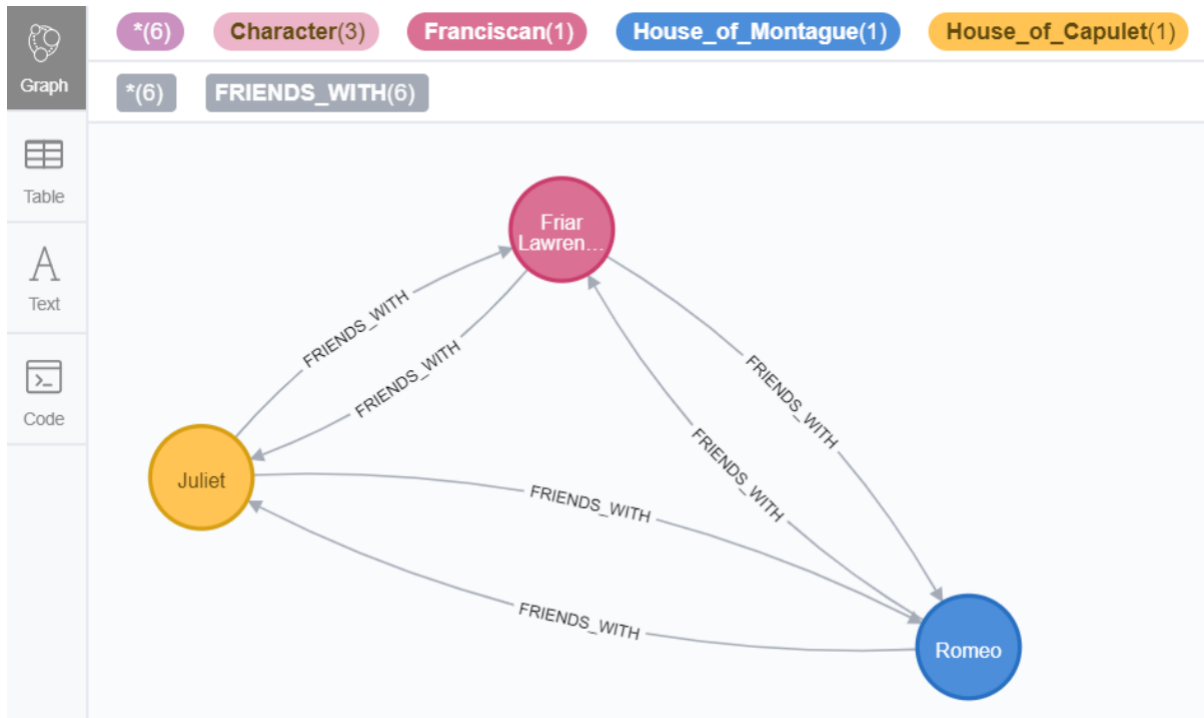 *(6) Character(3) Franciscan(1) House_of_Montague(1) House_of_Capulet(1)
Graph
*(6) FRIENDS_WITH(6)
Table
Text
Code
Friar
Lawren...
FRIENDS_WITH
FRIENDS_WITH
FRIENDS_WITH
FRIENDS_WITH
Juliet
FRIENDS_WITH
FRIENDS_WITH
Romeo